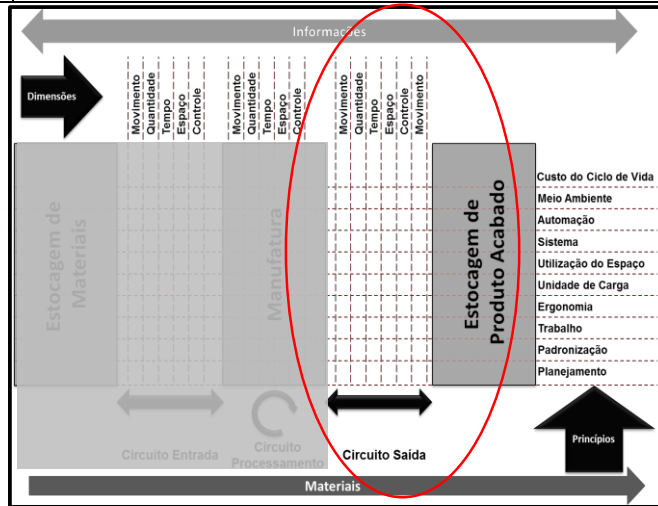 Informações
Dimensões
Movimento
Quantidade
Tempo
Espaço
Controle
Movimento
Quantidade
Tempo
Espaço
Controle
Movimento
Quantidade
Tempo
Espaço
Controle
Movimento
Estocagem de
Materiais
Manufatura
Estocagem de
Produto Acabado
Custo do Ciclo de Vida
Meio Ambiente
Automação
Sistema
Utilização do Espaço
Unidade de Carga
Ergonomia
Trabalho
Padronização
Planejamento
Circuito Entrada
Circuito
Processamento
Circuito Saída
Princípios
Materiais